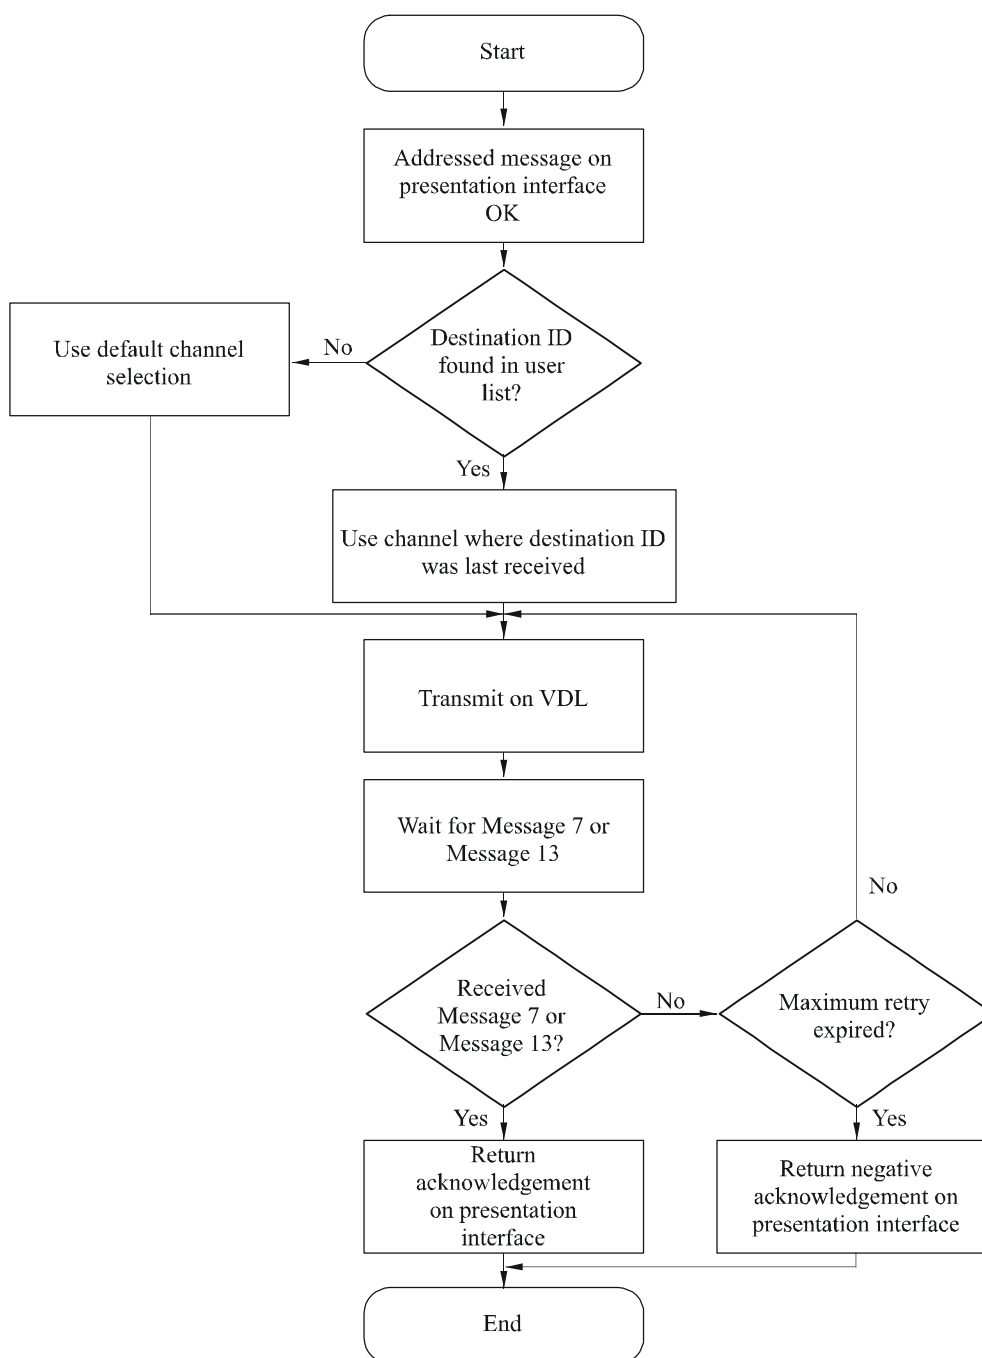 Start
Addressed message on
presentation interface
OK
Destination ID
found in user
list?
No
Use default channel
selection
Yes
Use channel where destination ID
was last received
Transmit on VDL
Wait for Message 7 or
Message 13
No
Received
Message 7 or
Message 13?
No
Maximum retry
expired?
Yes
Yes
Return
acknowledgement
on presentation
interface
Return negative
acknowledgement on
presentation interface
End